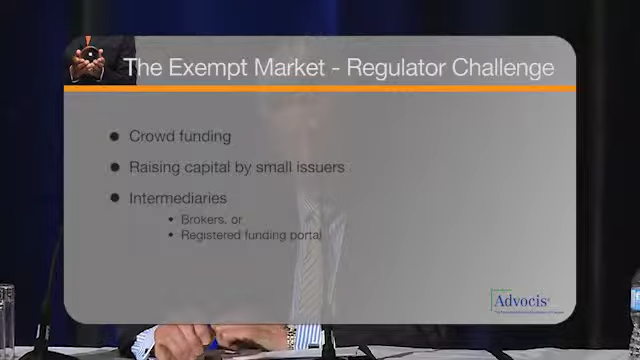 The Exempt Market - Regulator Challenge
Crowd funding
Raising capital by small issuers
Intermediaries
Brokers, or
Registered funding portal
Advocis